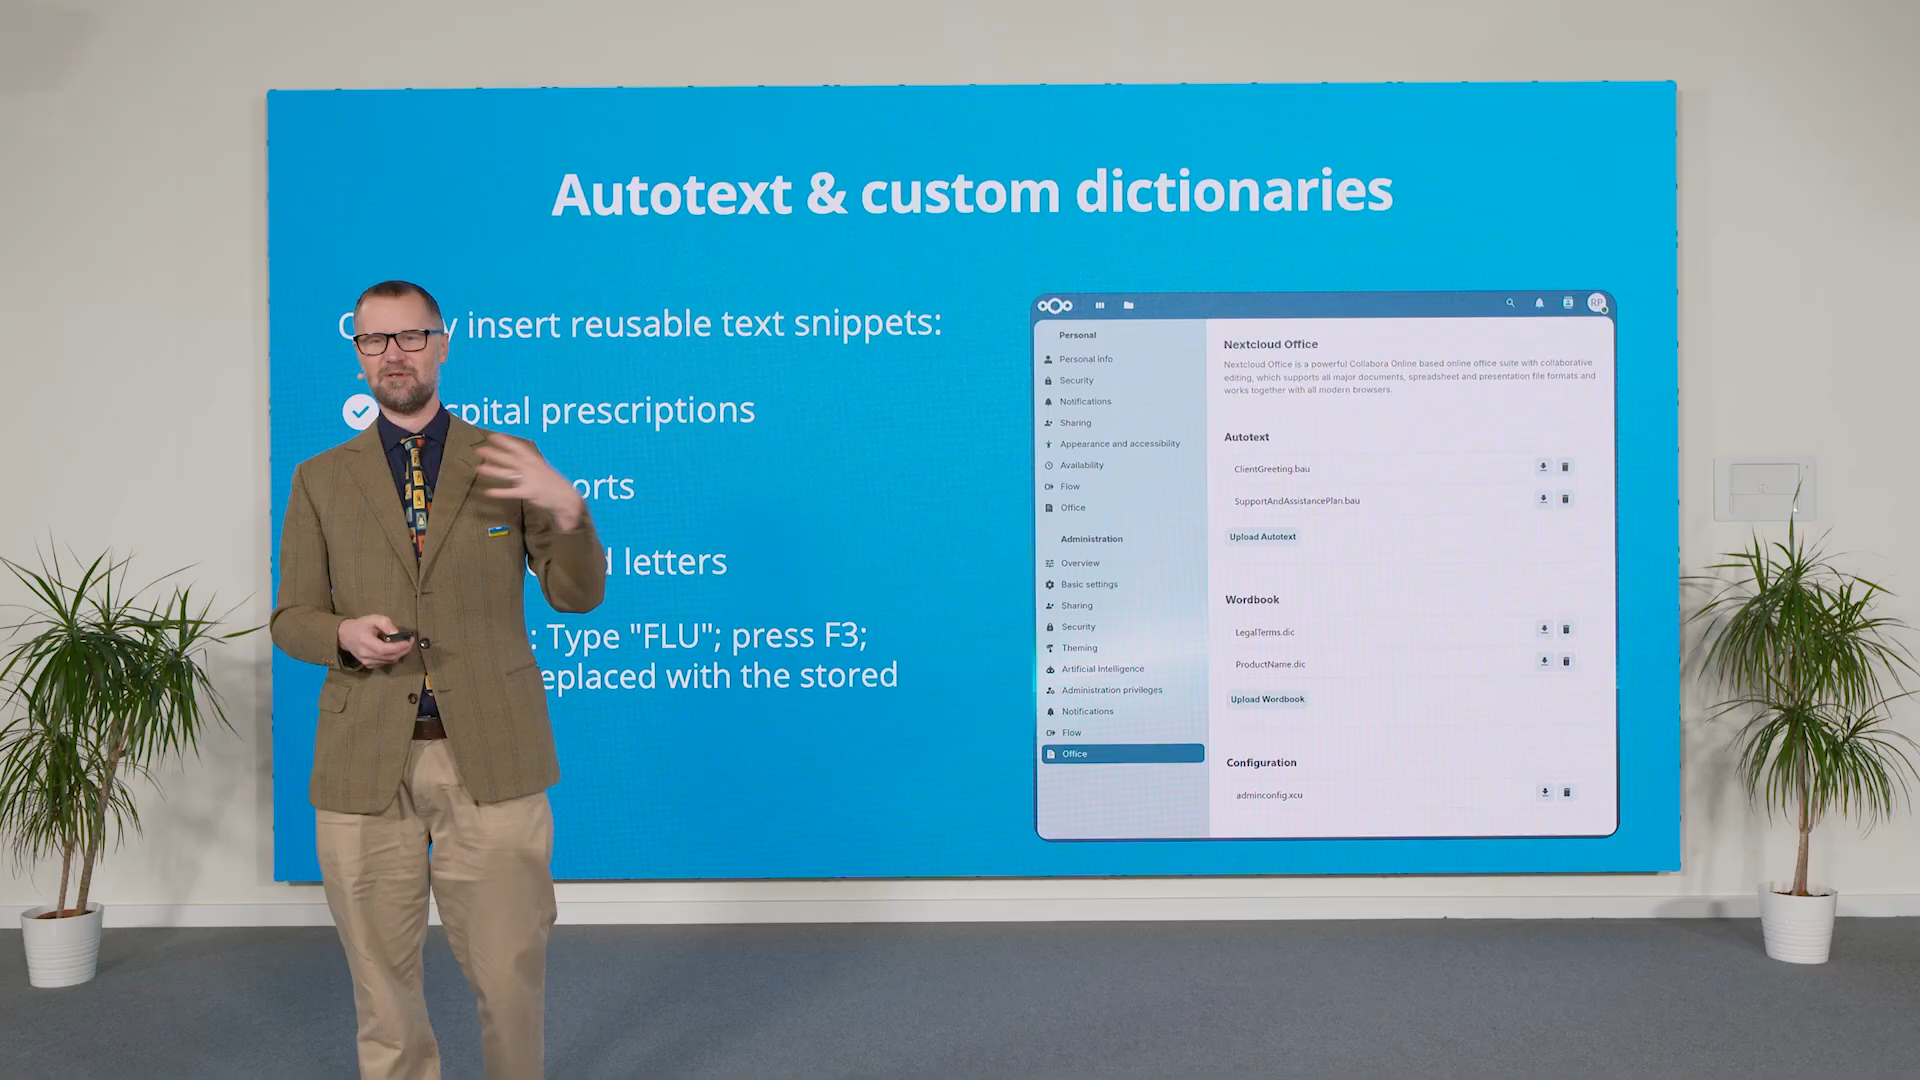 Autotext & custom dictionaries
insert reusable text snippets:
prescriptions
letters
: Type "FLU"; press F3;
with the stored
RP
Personal
Personal info
Security
Notifications
Sharing
Appearance and accessibility
Availability
Flow
Office
Administration
Overview
Basic settings
Sharing
Security
Theming
Artificial Intelligence
Administration privileges
Notifications
Flow
Office
Nextcloud Office
Nextcloud Office is a powerful Collabora Online based online office suite with collaborative
editing, which supports all major documents, spreadsheet and presentation file formats and
works together with all modern browsers.
Autotext
ClientGreeting.bau
SupportAndAssistancePlan.bau
Upload Autotext
Wordbook
LegalTerms.dic
ProductName.dic
Upload Wordbook
Configuration
adminconfig.xcu